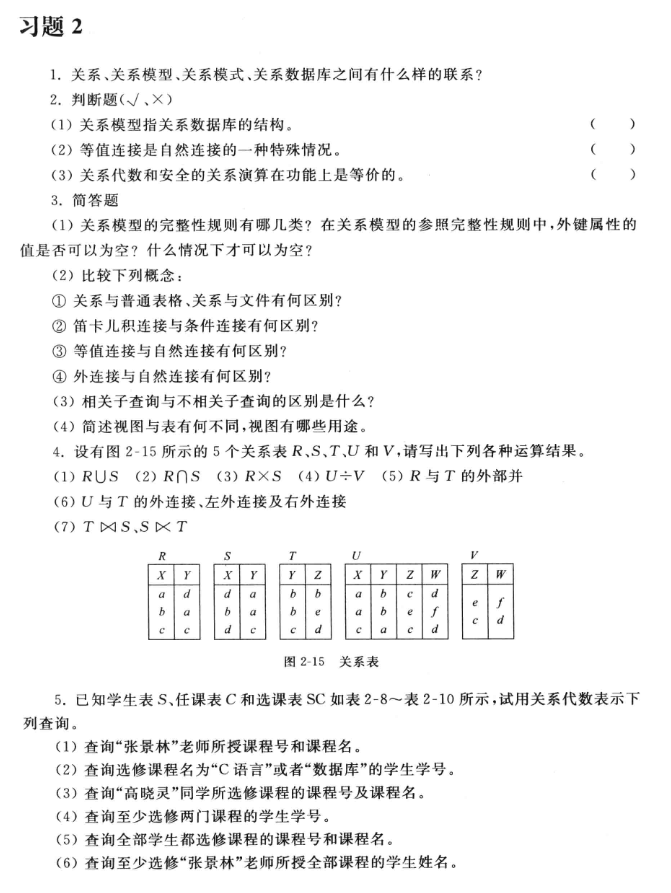 习题 2
1. 关系、关系模型、关系模式、关系数据库之间有什么样的联系?
2. 判断题(√、×)
(1) 关系模型指关系数据库的结构。 ( )
(2) 等值连接是自然连接的一种特殊情况。 ( )
(3) 关系代数和安全的关系演算在功能上是等价的。 ( )
3. 简答题
(1) 关系模型的完整性规则有哪几类? 在关系模型的参照完整性规则中,外键属性的
值是否可以为空? 什么情况下才可以为空?
(2) 比较下列概念:
① 关系与普通表格、关系与文件有何区别?
② 笛卡儿积连接与条件连接有何区别?
③ 等值连接与自然连接有何区别?
④ 外连接与自然连接有何区别?
(3) 相关子查询与不相关子查询的区别是什么?
(4) 简述视图与表有何不同,视图有哪些用途。
4. 设有图 2-15 所示的 5 个关系表 R、S、T、U 和 V,请写出下列各种运算结果。
(1) R∪S (2) R∩S (3) R×S (4) U÷V (5) R 与 T 的外部并
(6) U 与 T 的外连接、左外连接及右外连接
(7) T⋈S、S⋉T
R S T U V
X Y X Y Y Z X Y Z W Z W
a d d a b b a b c d e f
b a b a b e a b e f c d
c c d c c d c a c d
图 2-15 关系表
5. 已知学生表 S、任课表 C 和选课表 SC 如表 2-8～表 2-10 所示,试用关系代数表示下
列查询。
(1) 查询“张景林”老师所授课程号和课程名。
(2) 查询选修课程名为“C 语言”或者“数据库”的学生学号。
(3) 查询“高晓灵”同学所选修课程的课程号及课程名。
(4) 查询至少选修两门课程的学生学号。
(5) 查询全部学生都选修课程的课程号和课程名。
(6) 查询至少选修“张景林”老师所授全部课程的学生姓名。